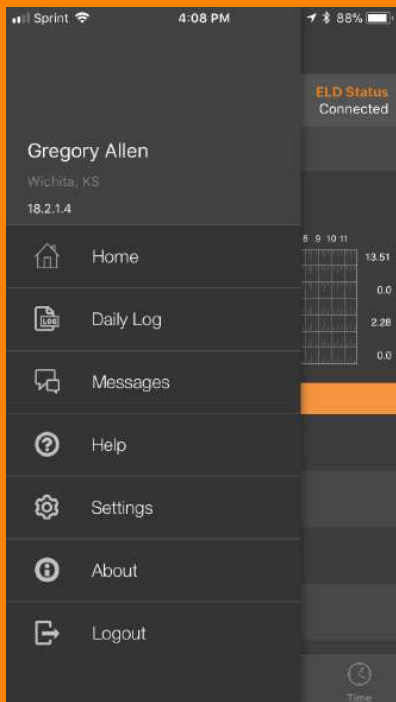 Sprint 4:08 PM 88%
ELD Status
Connected
Gregory Allen
Wichita, KS
18.2.1.4
8 9 10 11
13.51
0.0
2.28
0.0
Home
LOG Daily Log
Messages
Help
Settings
About
Logout
Time